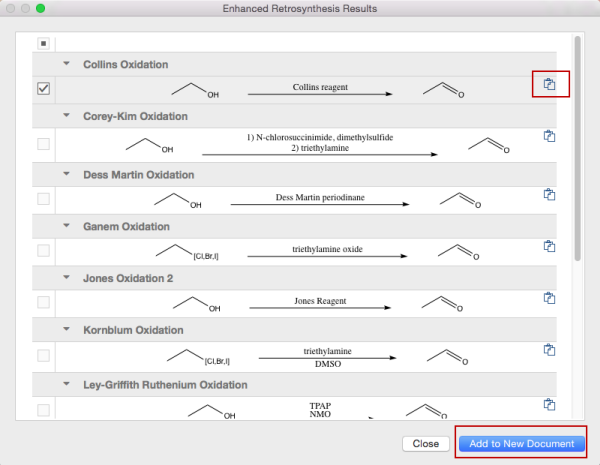 Enhanced Retrosynthesis Results
Collins Oxidation
OH
Collins reagent
O
Corey-Kim Oxidation
OH
1) N-chlorosuccinimide, dimethylsulfide
2) triethylamine
O
Dess Martin Oxidation
OH
Dess Martin periodinane
O
Ganem Oxidation
[Cl,Br,I]
triethylamine oxide
O
Jones Oxidation 2
OH
Jones Reagent
O
Kornblum Oxidation
[Cl,Br,I]
triethylamine
DMSO
O
Ley-Griffith Ruthenium Oxidation
OH
TPAP
NMO
O
Close
Add to New Document